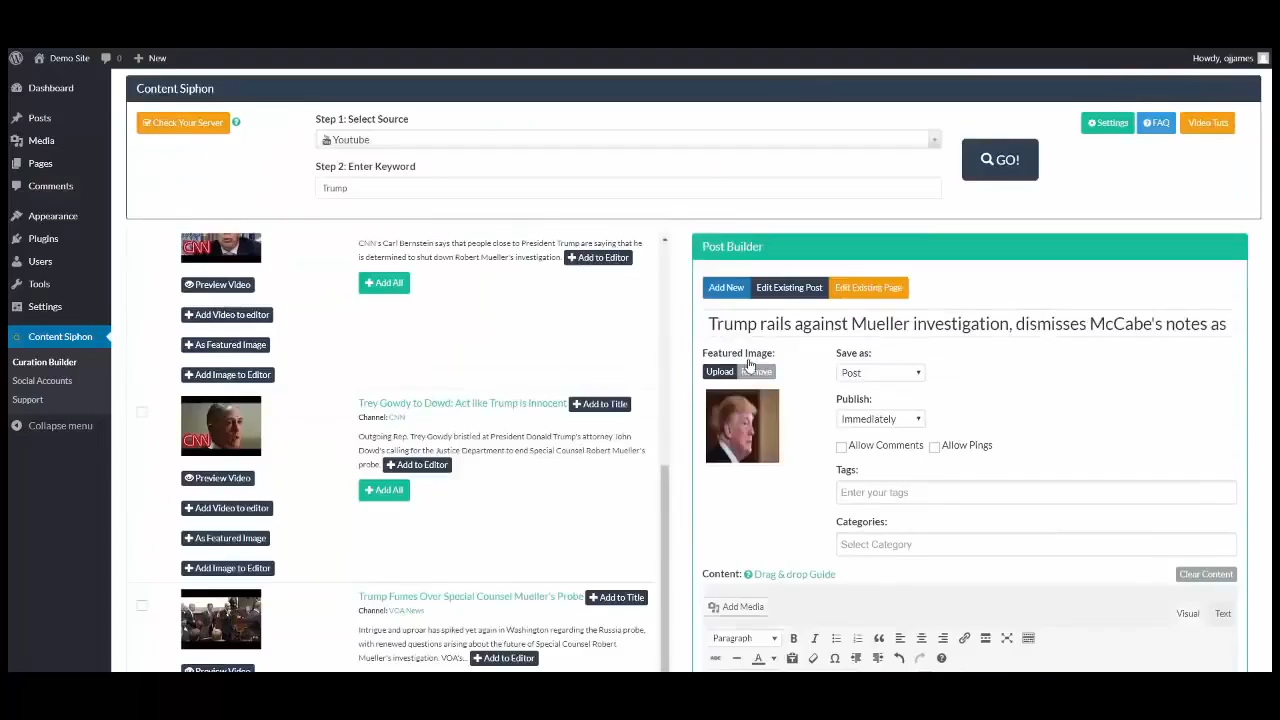 Demo Site
0
New
Howdy, ojjames
Dashboard
Posts
Media
Pages
Comments
Appearance
Plugins
Users
Tools
Settings
Content Siphon
Curation Builder
Social Accounts
Support
Collapse menu
Content Siphon
Check Your Server
Step 1: Select Source
Youtube
Step 2: Enter Keyword
Trump
GO!
Settings
FAQ
Video Tuts
CNN
CNN's Carl Bernstein says that people close to President Trump are saying that he
is determined to shut down Robert Mueller's investigation. Add to Editor
Add All
Preview Video
Add Video to editor
As Featured Image
Add Image to Editor
CNN
Trey Gowdy to Dowd: Act like Trump is Innocent Add to Title
Channel: CNN
Outgoing Rep. Trey Gowdy bristled at President Donald Trump's attorney John
Dowd's calling for the Justice Department to end Special Counsel Robert Mueller's
probe. Add to Editor
Add All
Preview Video
Add Video to editor
As Featured Image
Add Image to Editor
Trump Fumes Over Special Counsel Mueller's Probe Add to Title
Channel: VOA News
Intrigue and uproar has spiked yet again in Washington regarding the Russia probe,
with renewed questions arising about the future of Special Counsel Robert
Mueller's investigation. VOA's... Add to Editor
Preview Video
Post Builder
Add New
Edit Existing Post
Edit Existing Page
Trump rails against Mueller investigation, dismisses McCabe's notes as
Featured Image:
Upload
Save as:
Post
Publish:
Immediately
Allow Comments
Allow Pings
Tags:
Enter your tags
Categories:
Select Category
Content: Drag & drop Guide
Clear Content
Add Media
Visual
Text
Paragraph
B I
ABC
A